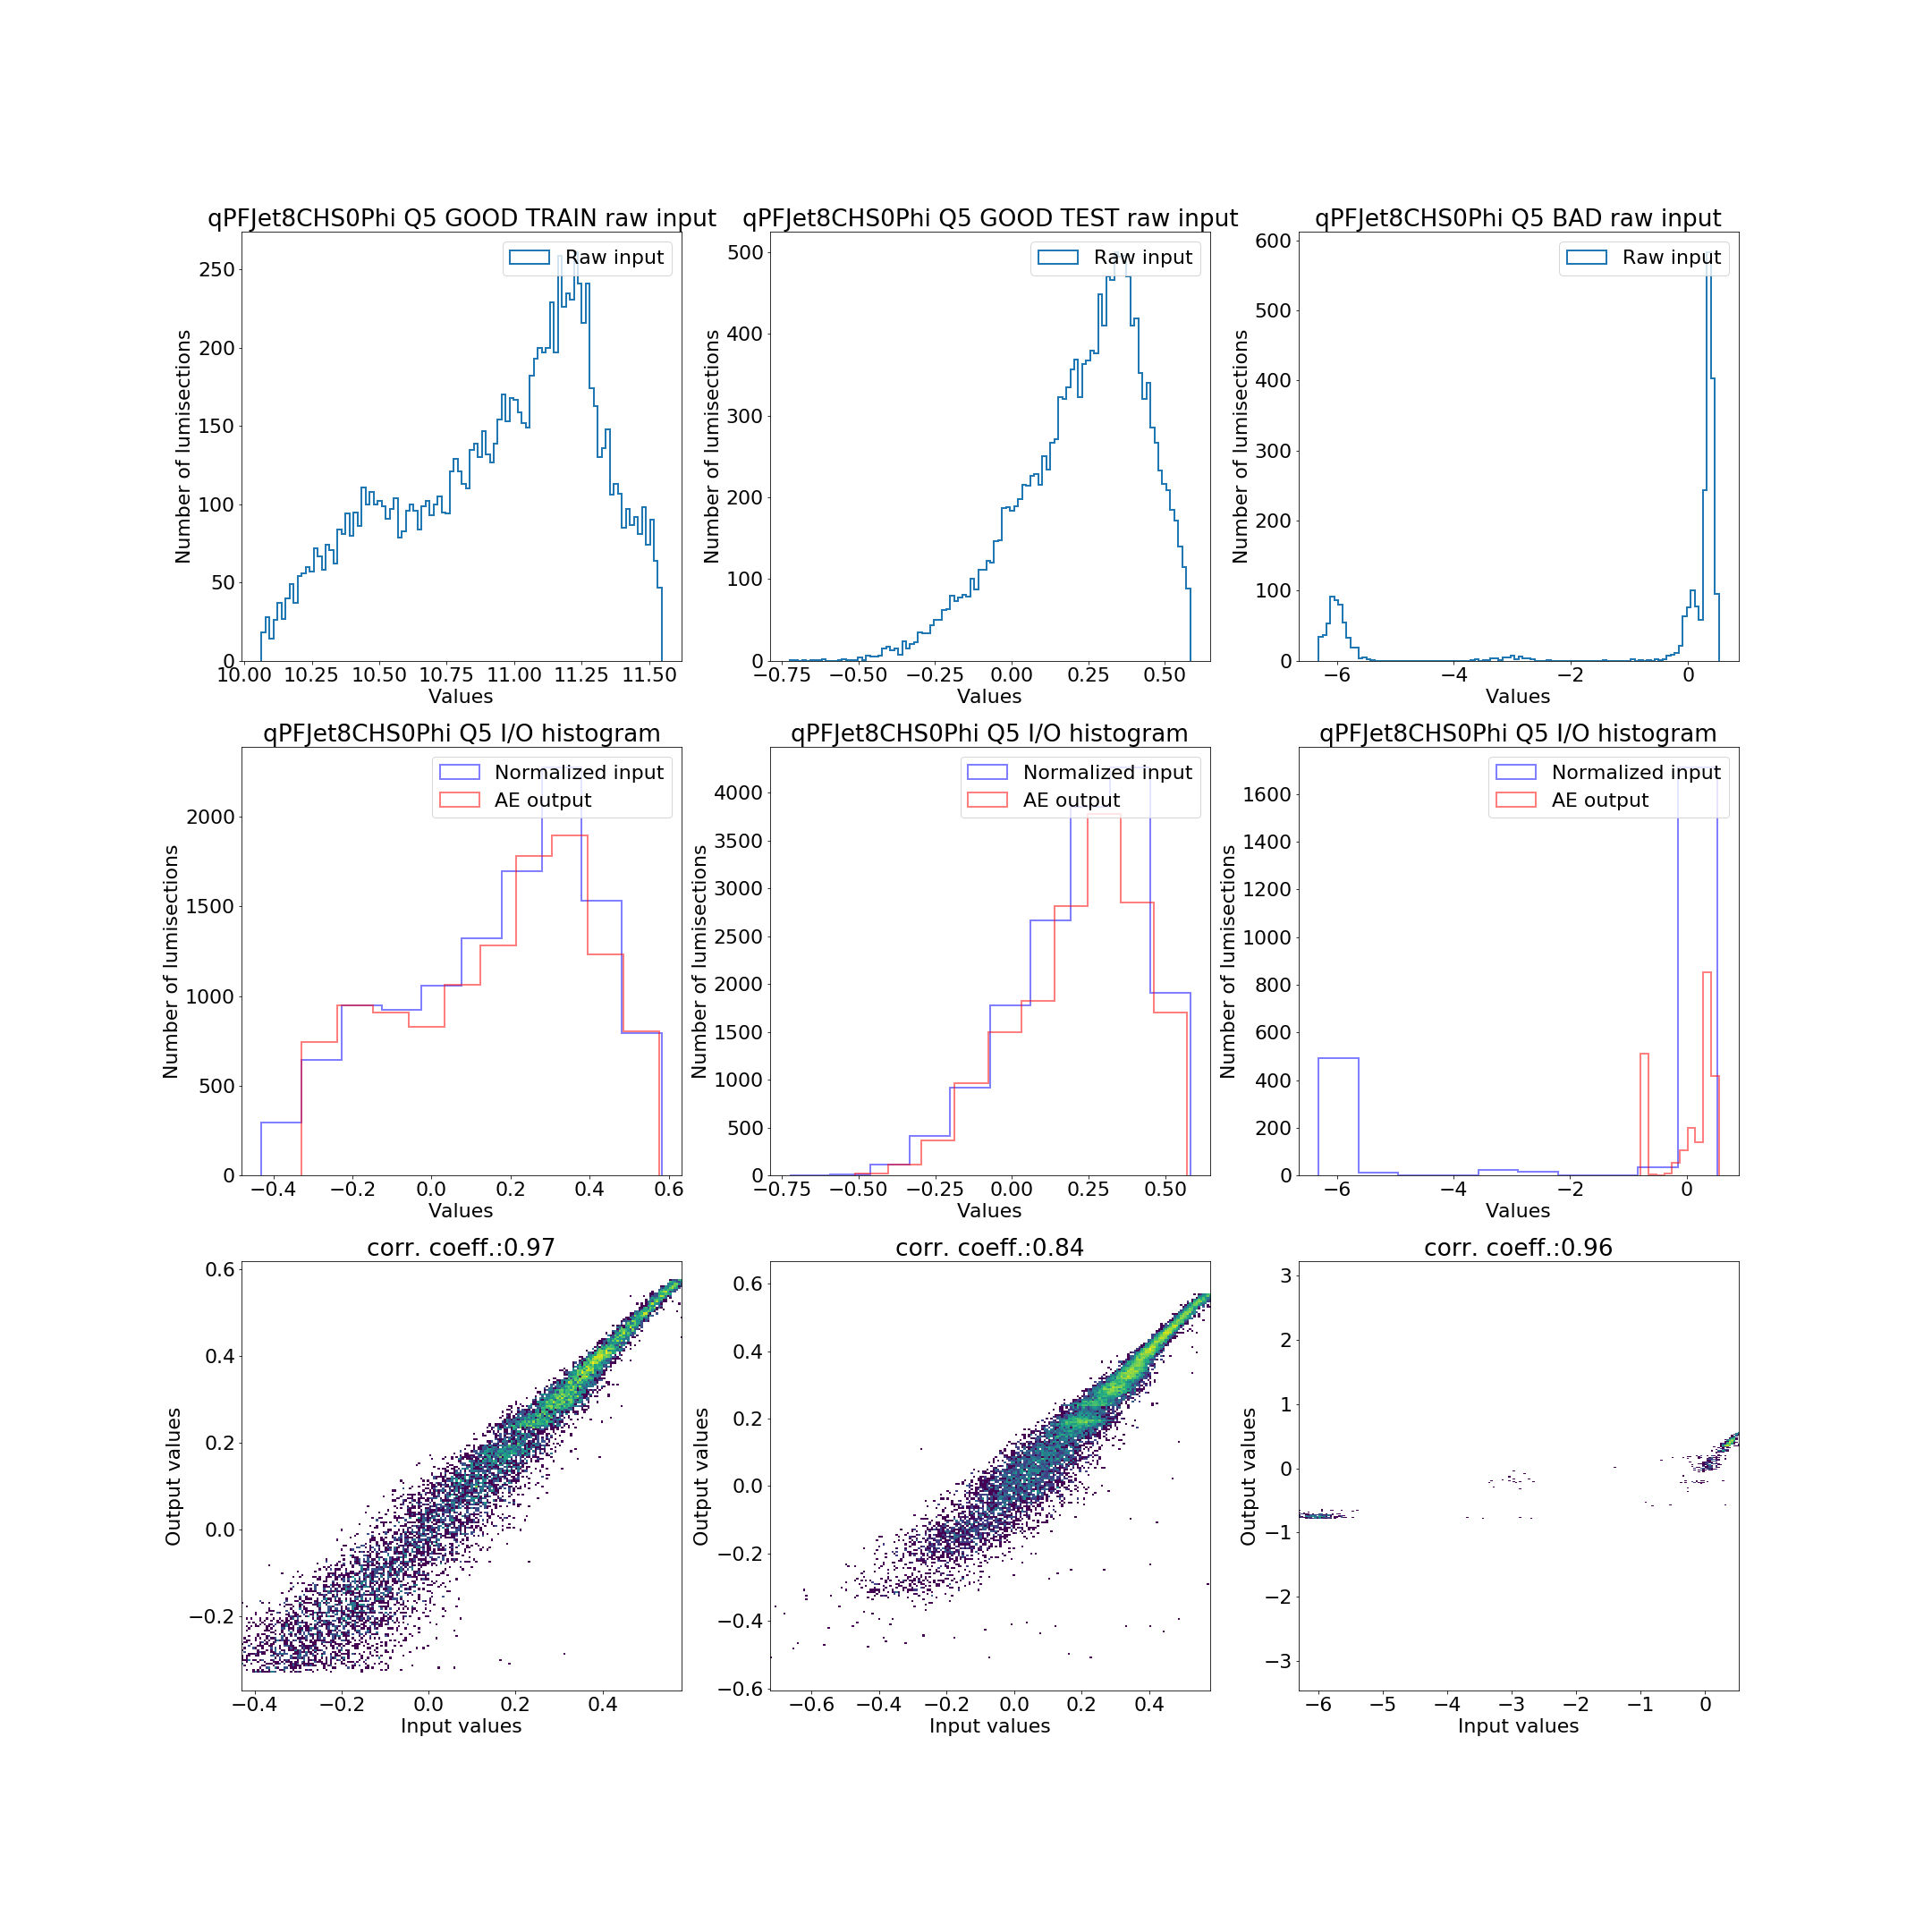 qPFJet8CHS0Phi Q5 GOOD TRAIN raw input
qPFJet8CHS0Phi Q5 GOOD TEST raw input
qPFJet8CHS0Phi Q5 BAD raw input
Raw input
Raw input
Raw input
Number of lumisections
250
200
150
100
50
0
10.00 10.25 10.50 10.75 11.00 11.25 11.50
Values
Number of lumisections
500
400
300
200
100
0
−0.75 −0.50 −0.25 0.00 0.25 0.50
Values
Number of lumisections
600
500
400
300
200
100
0
−6 −4 −2 0
Values
qPFJet8CHS0Phi Q5 I/O histogram
qPFJet8CHS0Phi Q5 I/O histogram
qPFJet8CHS0Phi Q5 I/O histogram
Normalized input
AE output
Normalized input
AE output
Normalized input
AE output
Number of lumisections
2000
1500
1000
500
0
−0.4 −0.2 0.0 0.2 0.4 0.6
Values
Number of lumisections
4000
3500
3000
2500
2000
1500
1000
500
0
−0.75 −0.50 −0.25 0.00 0.25 0.50
Values
Number of lumisections
1600
1400
1200
1000
800
600
400
200
0
−6 −4 −2 0
Values
corr. coeff.:0.97
corr. coeff.:0.84
corr. coeff.:0.96
Output values
0.6
0.4
0.2
0.0
−0.2
−0.4 −0.2 0.0 0.2 0.4
Input values
Output values
0.6
0.4
0.2
0.0
−0.2
−0.4
−0.6
−0.6 −0.4 −0.2 0.0 0.2 0.4
Input values
Output values
3
2
1
0
−1
−2
−3
−6 −5 −4 −3 −2 −1 0
Input values